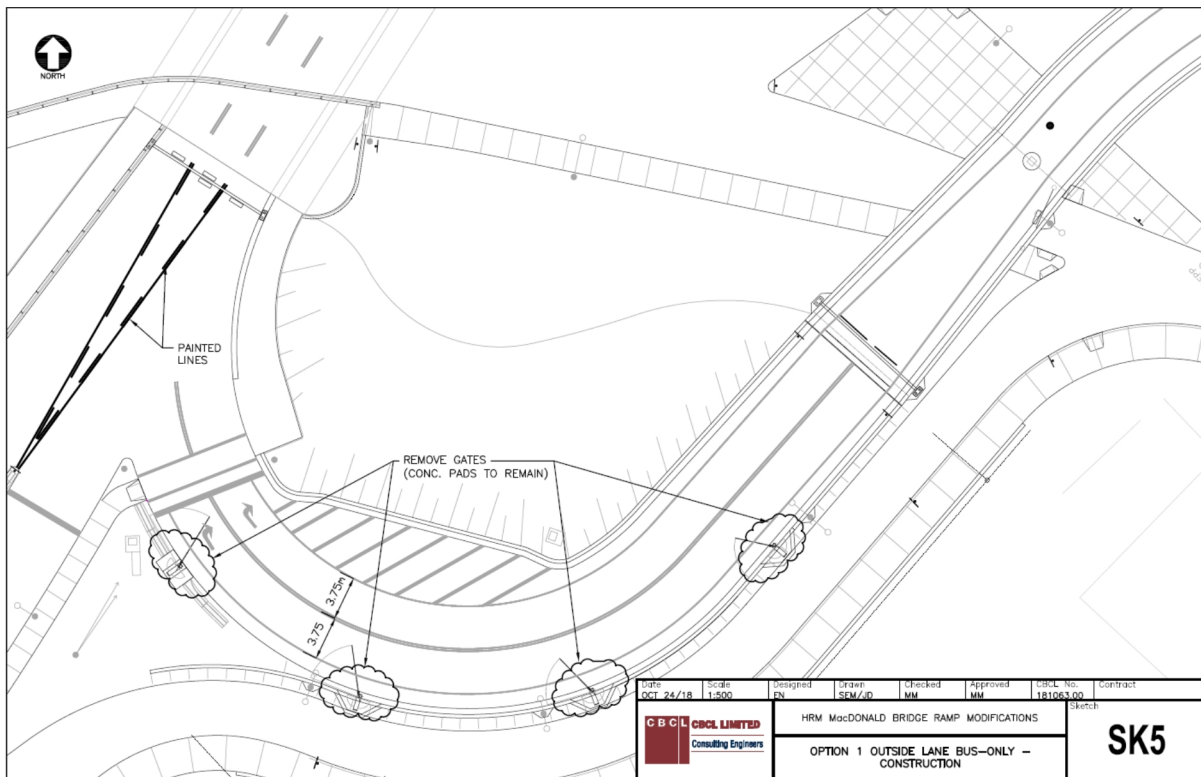 NORTH
PAINTED
LINES
REMOVE GATES
(CONC. PADS TO REMAIN)
3.75m
3.75
Date Scale Designed Drawn Checked Approved CBCL No. Contract
OCT 24/18 1:500 EN SEM/JD MM MM 181063.00
CBCL CBCL LIMITED
Consulting Engineers
HRM MacDONALD BRIDGE RAMP MODIFICATIONS
OPTION 1 OUTSIDE LANE BUS-ONLY –
CONSTRUCTION
Sketch
SK5